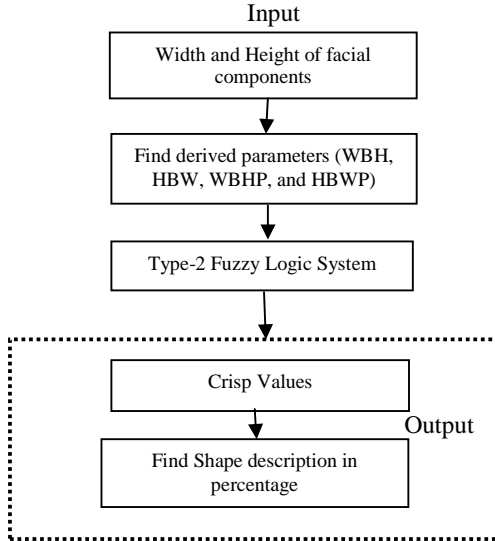 Input
Width and Height of facial
components
Find derived parameters (WBH,
HBW, WBHP, and HBWP)
Type-2 Fuzzy Logic System
Crisp Values
Output
Find Shape description in
percentage